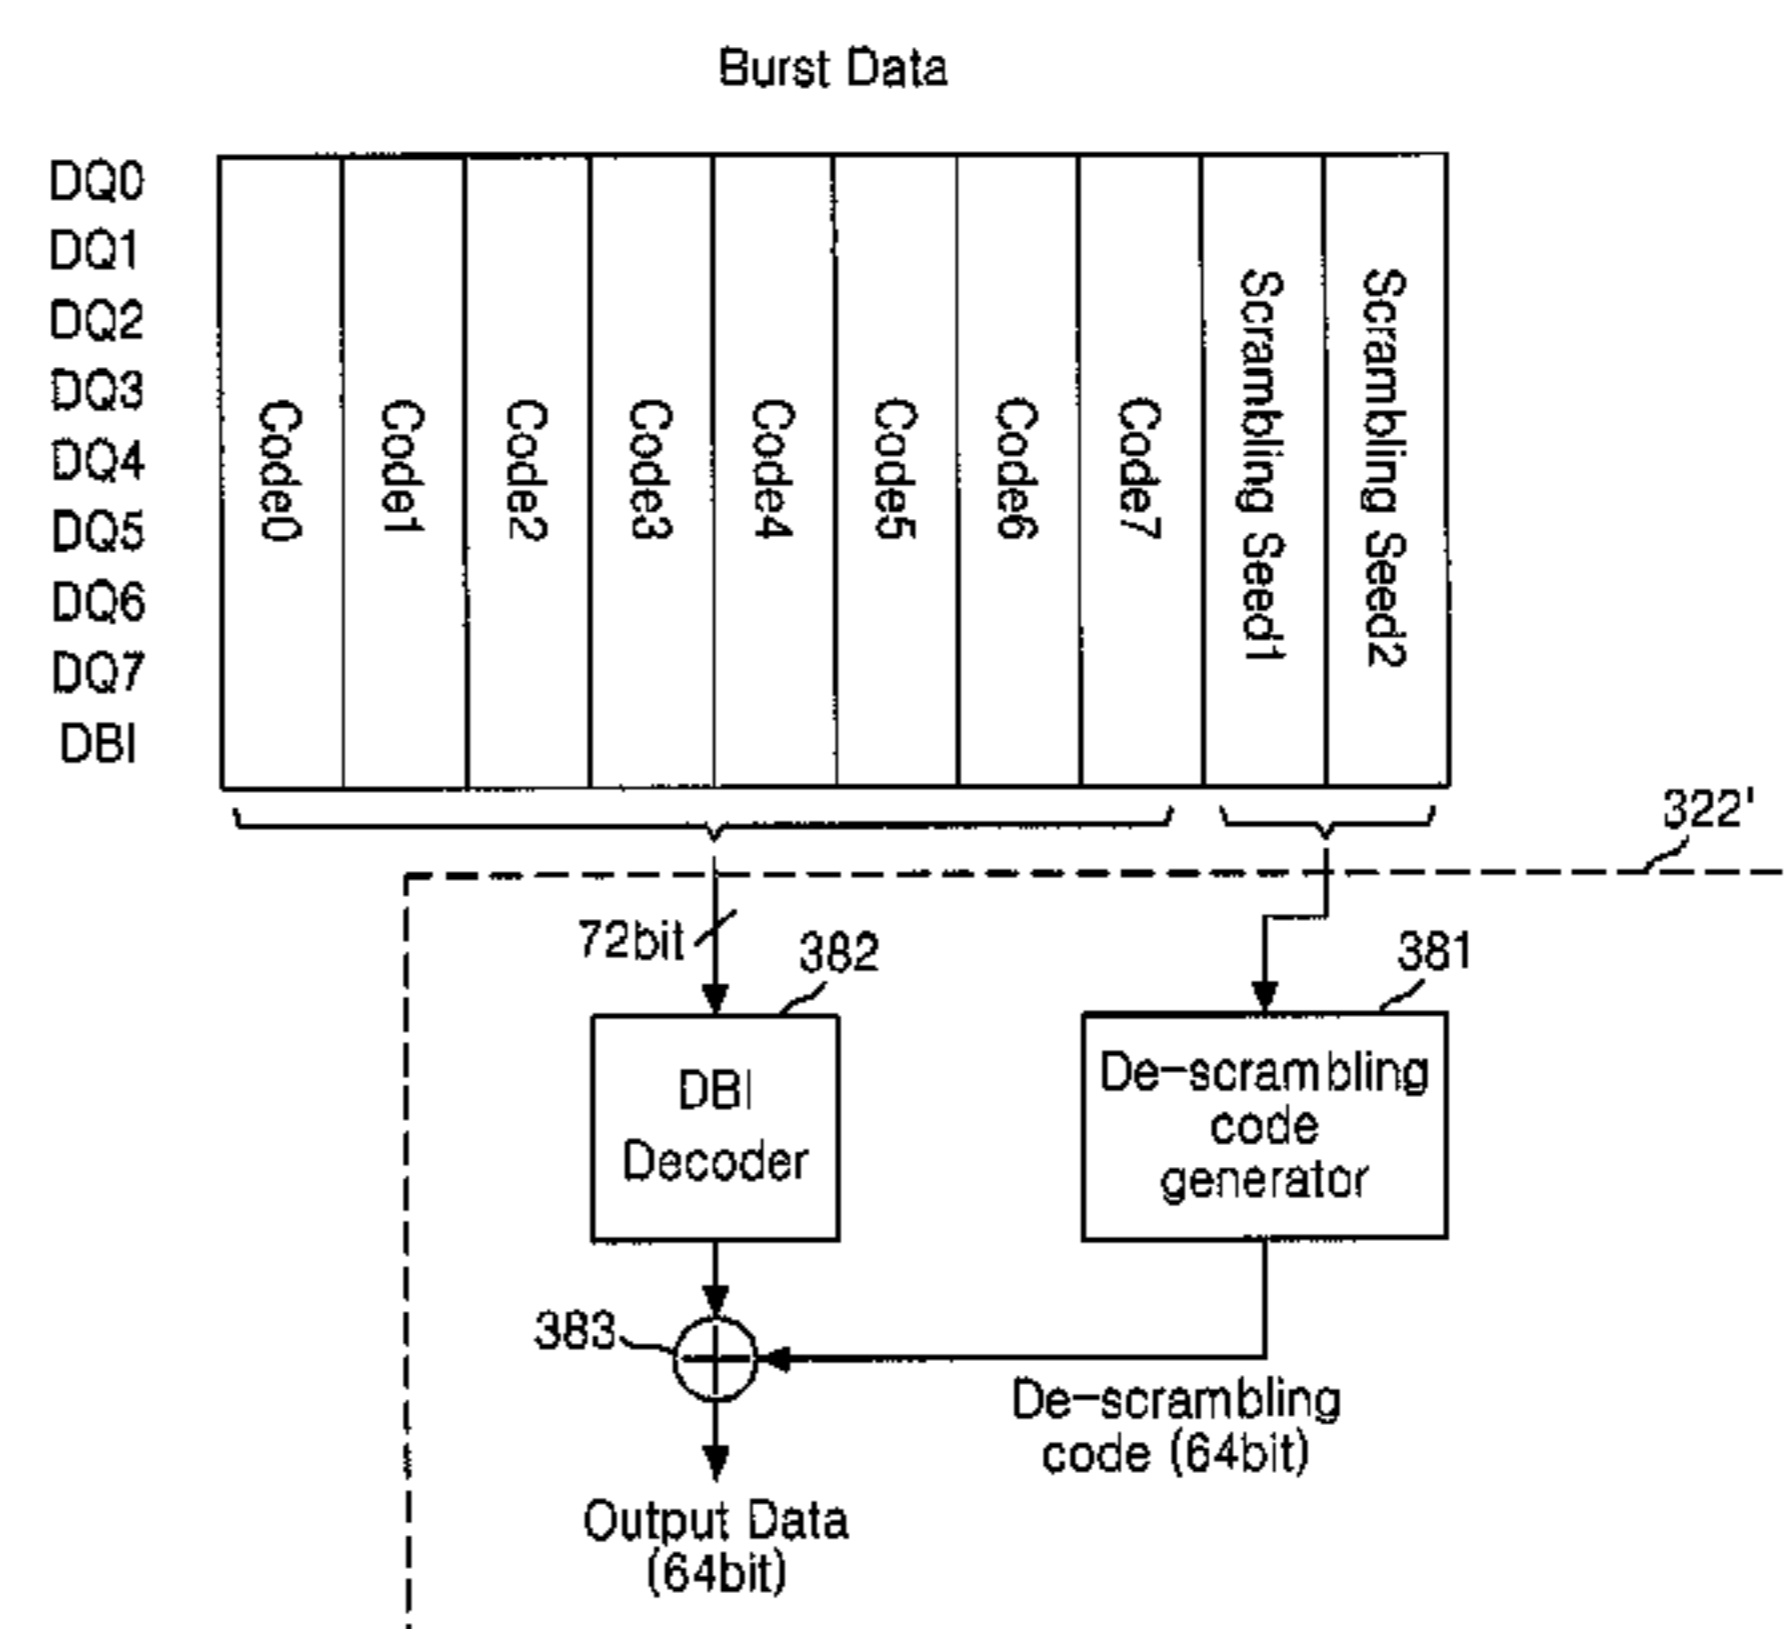 Burst Data
DQ0
DQ1
DQ2
DQ3
DQ4
DQ5
DQ6
DQ7
DBI
Code0
Code1
Code2
Code3
Code4
Code5
Code6
Code7
Scrambling Seed1
Scrambling Seed2
322'
72bit
382
381
DBI
Decoder
De-scrambling
code
generator
383
De-scrambling
code (64bit)
Output Data
(64bit)